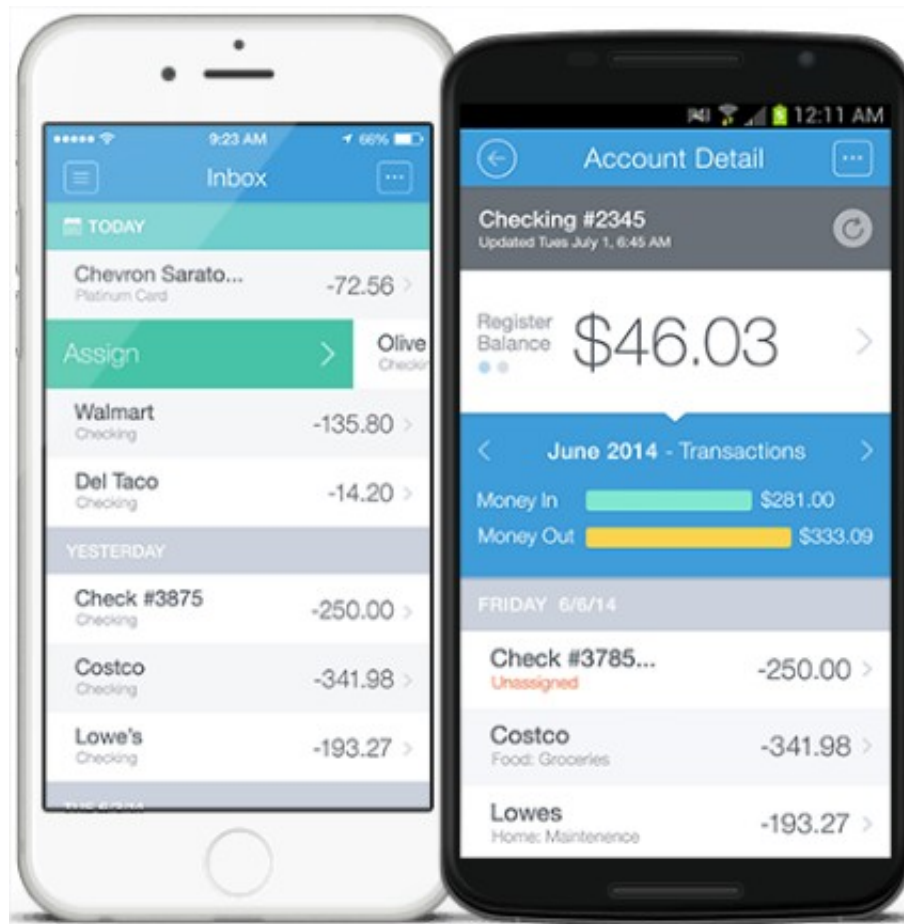 9:23 AM
66%
Inbox
TODAY
Chevron Sarato...
-72.56
Platinum Card
Assign
Olive
Walmart
-135.80
Checking
Del Taco
-14.20
Checking
YESTERDAY
Check #3875
-250.00
Checking
Costco
-341.98
Checking
Lowe's
-193.27
Checking
12:11 AM
Account Detail
Checking #2345
Updated Tues July 1, 6:45 AM
Register
Balance
$46.03
June 2014 - Transactions
Money In
$281.00
Money Out
$333.09
FRIDAY 6/6/14
Check #3785...
-250.00
Unassigned
Costco
-341.98
Food: Groceries
Lowes
-193.27
Home: Maintenence